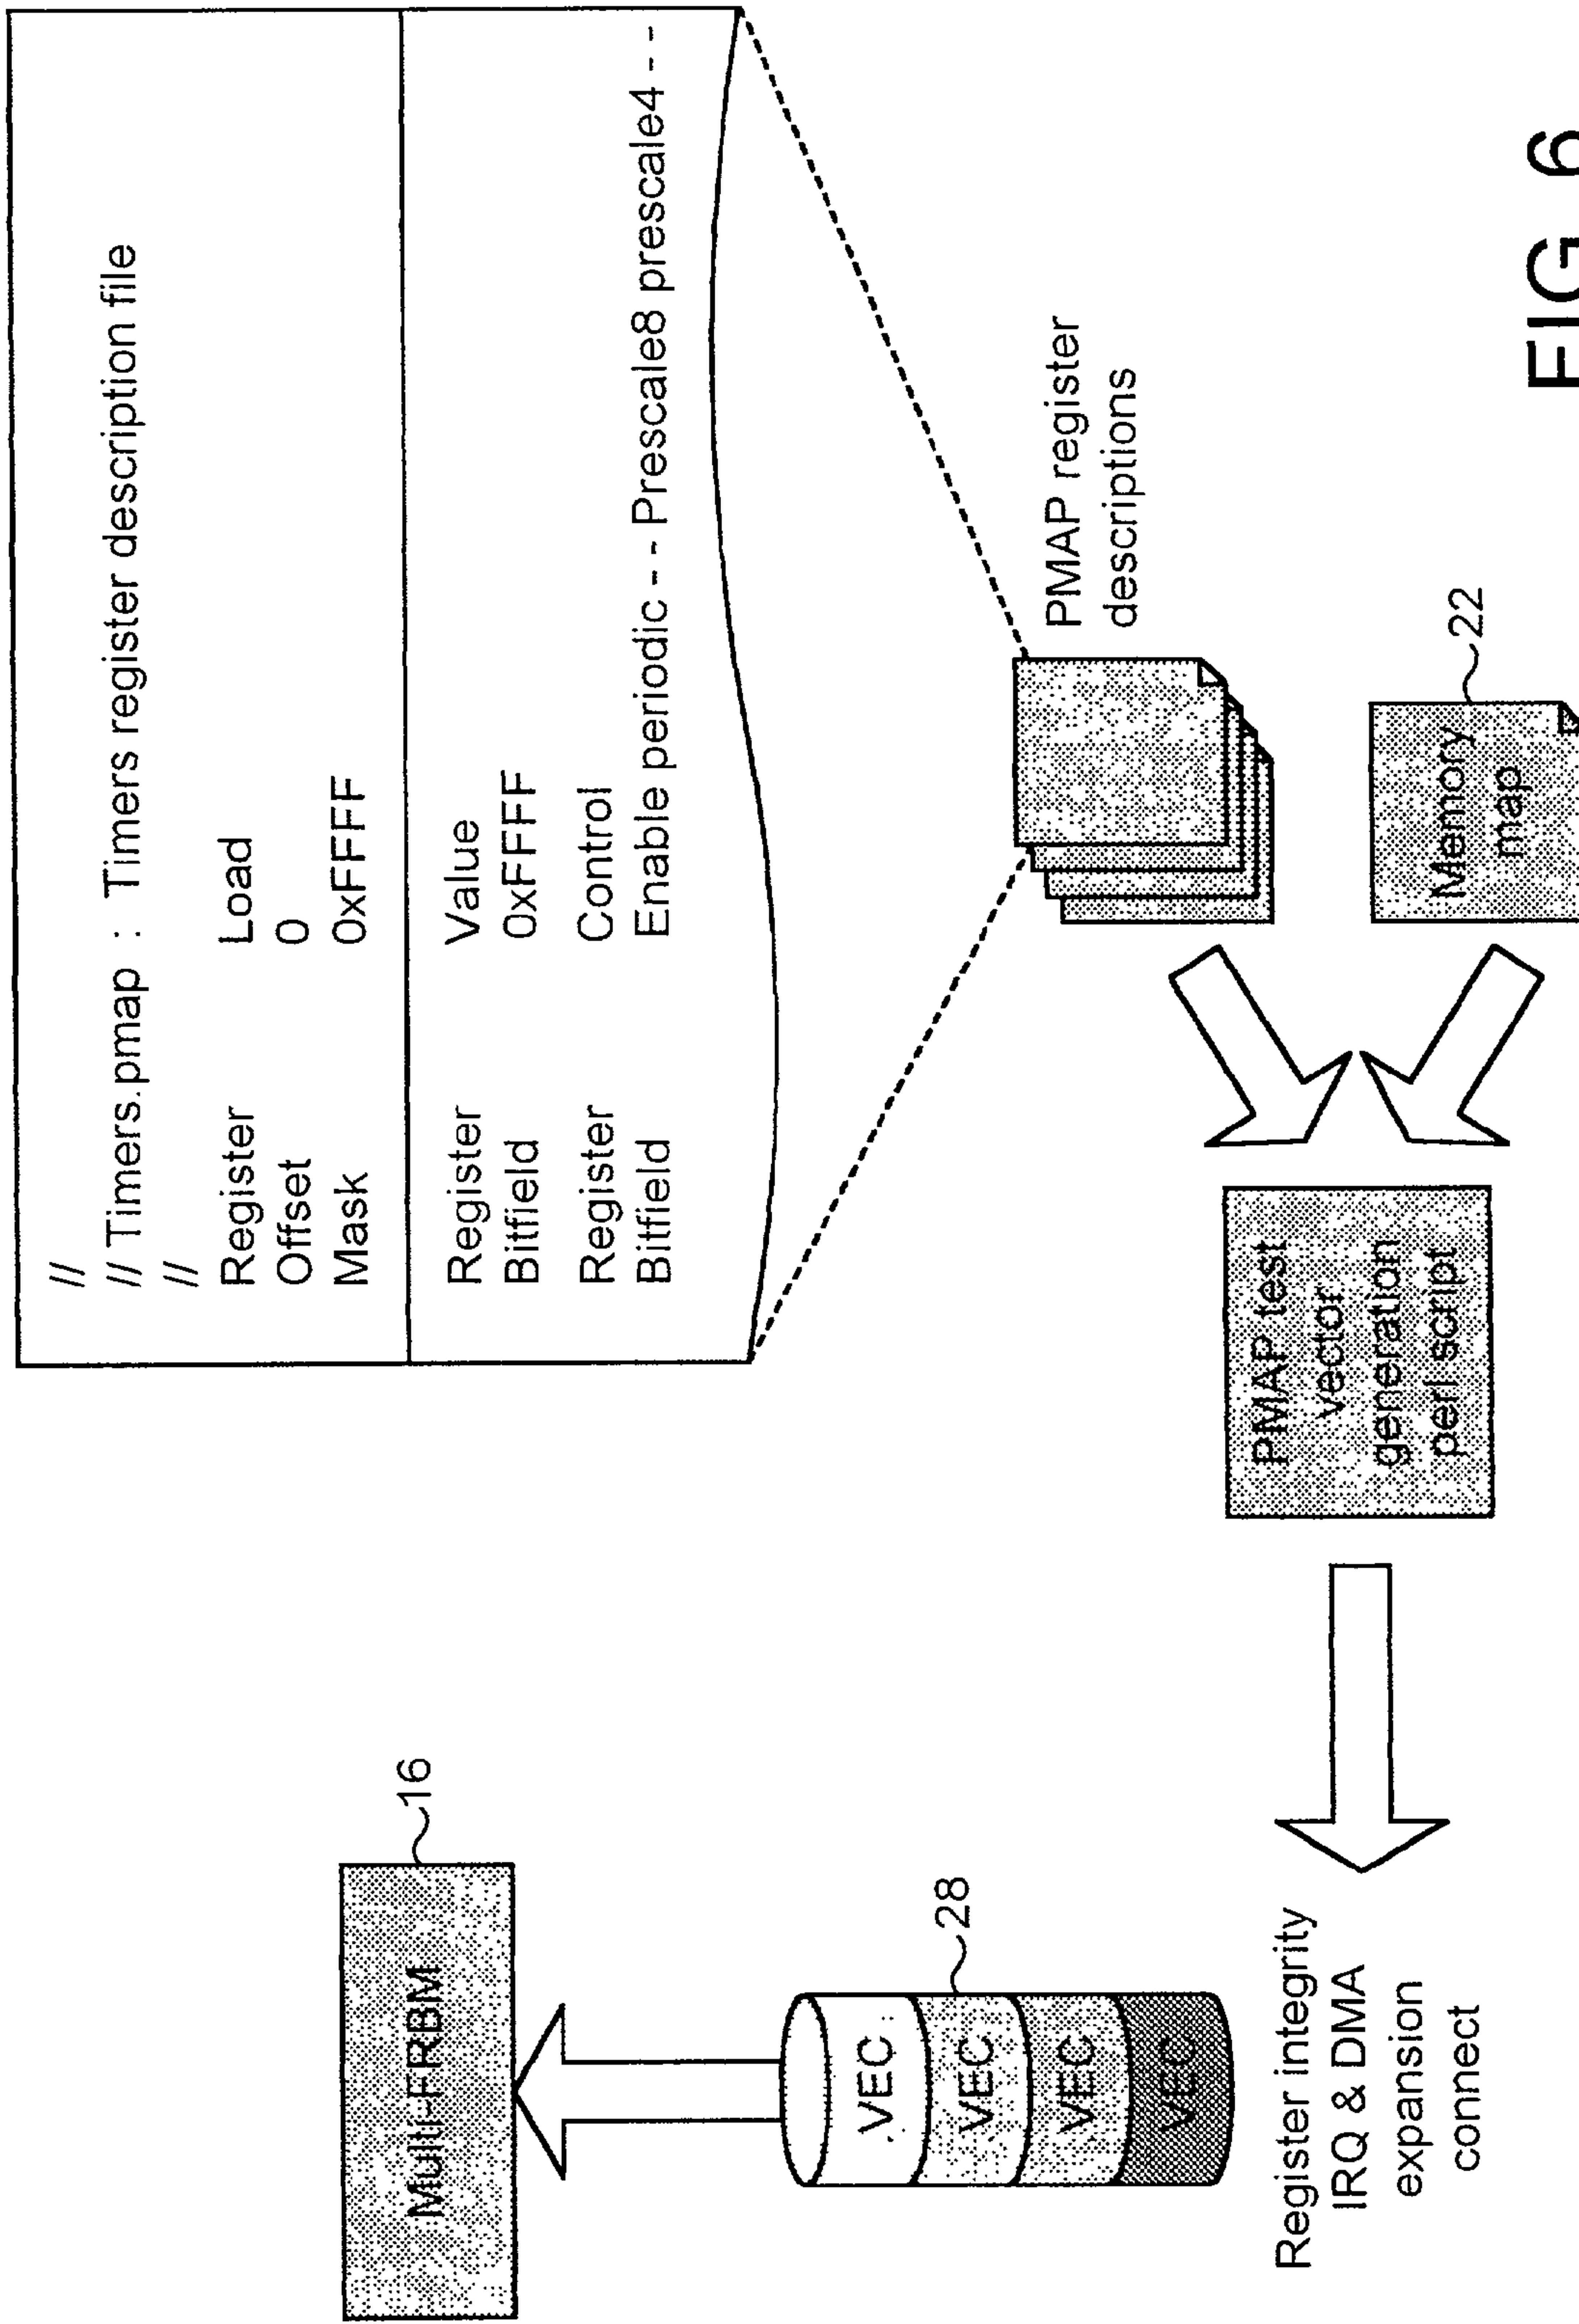 //
// Timers.pmap : Timers register description file
//
Register Load
Offset 0
Mask 0xFFFF
Register Value
Bitfield 0xFFFF
Register Control
Bitfield Enable periodic - - Prescale8 prescale4 - -
Multi-FRBM
16
VEC
VEC
VEC
VEC
28
Register integrity
IRQ & DMA
expansion
connect
PMAP test
vector
generation
perl script
PMAP register
descriptions
Memory
map
22
FIG. 6